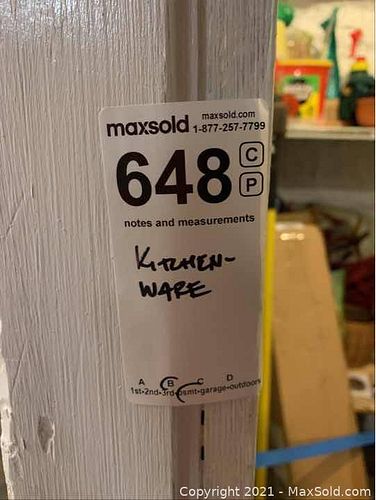 maxsold maxsold.com
1-877-257-7799
648 C
P
notes and measurements
KITCHEN-
WARE
A B C D
1st-2nd-3rd-bsmt-garage-outdoors
Copyright © 2021 - MaxSold.com